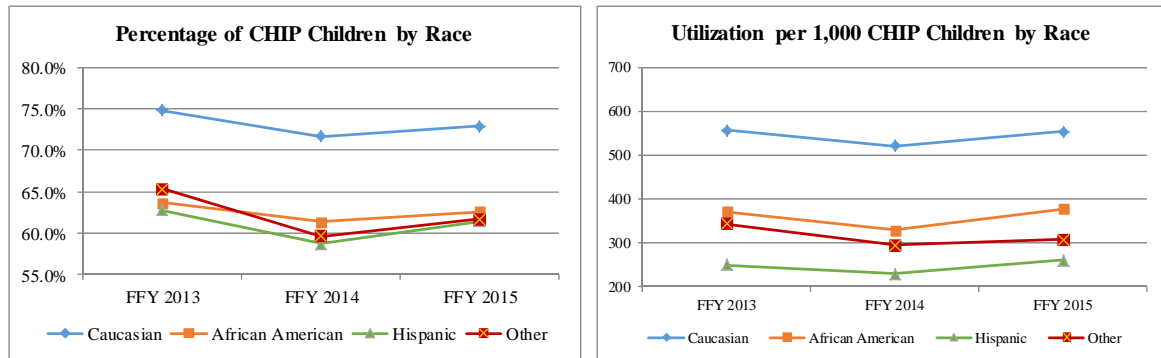 Percentage of CHIP Children by Race
80.0%
75.0%
70.0%
65.0%
60.0%
55.0%
FFY 2013 FFY 2014 FFY 2015
Caucasian African American Hispanic Other
Utilization per 1,000 CHIP Children by Race
700
600
500
400
300
200
FFY 2013 FFY 2014 FFY 2015
Caucasian African American Hispanic Other